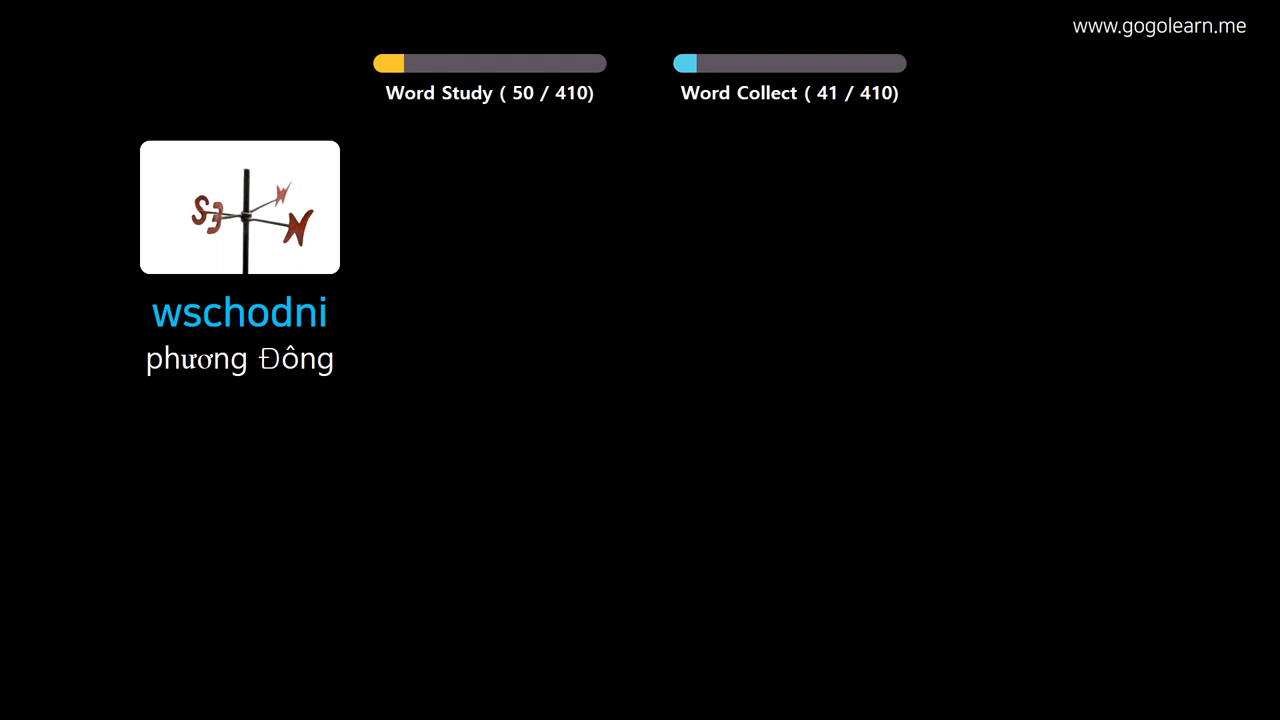 www.gogolearn.me
Word Study ( 50 / 410)
Word Collect ( 41 / 410)
S
E
W
N
wschodni
phương Đông